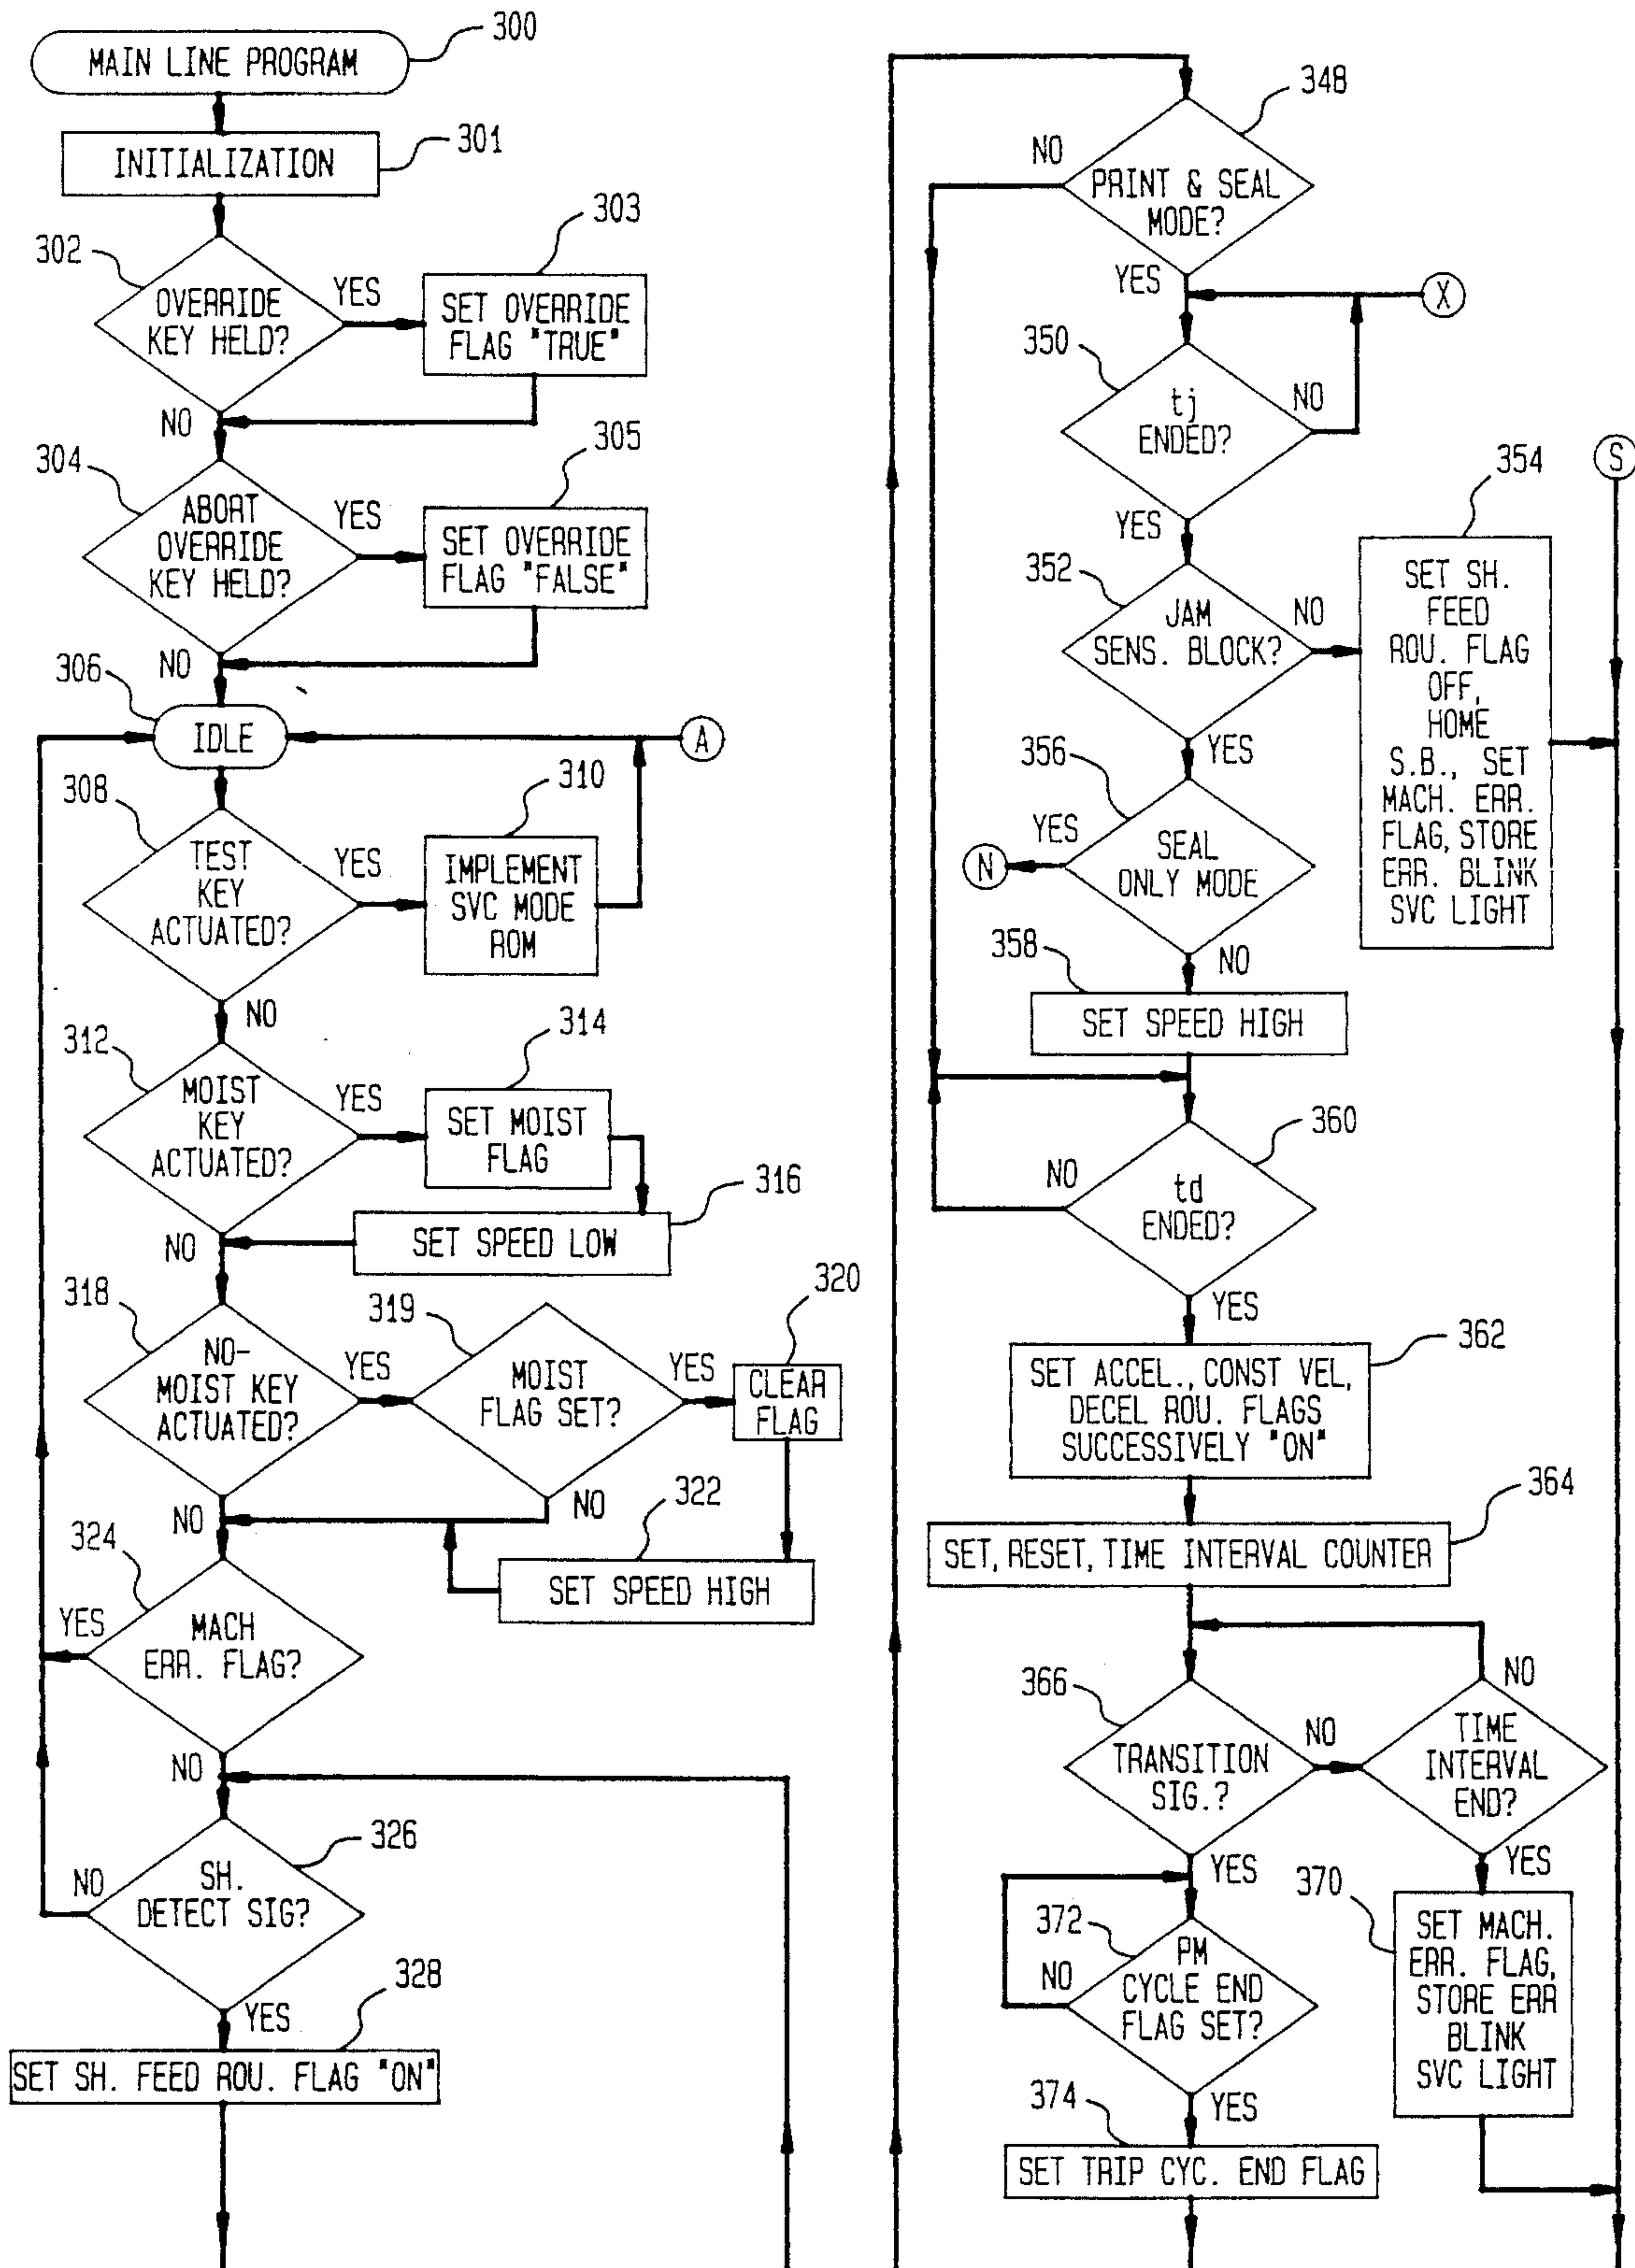 300
MAIN LINE PROGRAM
301
INITIALIZATION
302
OVERRIDE
KEY HELD?
YES
NO
303
SET OVERRIDE
FLAG "TRUE"
304
ABORT
OVERRIDE
KEY HELD?
YES
NO
305
SET OVERRIDE
FLAG "FALSE"
306
IDLE
A
308
TEST
KEY
ACTUATED?
YES
NO
310
IMPLEMENT
SVC MODE
ROM
312
MOIST
KEY
ACTUATED?
YES
NO
314
SET MOIST
FLAG
316
SET SPEED LOW
318
NO-
MOIST KEY
ACTUATED?
YES
NO
319
MOIST
FLAG SET?
YES
NO
320
CLEAR
FLAG
322
SET SPEED HIGH
324
MACH
ERR. FLAG?
YES
NO
326
SH.
DETECT SIG?
NO
YES
328
SET SH. FEED ROU. FLAG "ON"
348
PRINT & SEAL
MODE?
NO
YES
X
350
tj
ENDED?
NO
YES
352
JAM
SENS. BLOCK?
NO
YES
354
SET SH.
FEED
ROU. FLAG
OFF,
HOME
S.B., SET
MACH. ERR.
FLAG, STORE
ERR. BLINK
SVC LIGHT
S
356
SEAL
ONLY MODE
YES
N
NO
358
SET SPEED HIGH
360
td
ENDED?
NO
YES
362
SET ACCEL., CONST VEL,
DECEL ROU. FLAGS
SUCCESSIVELY "ON"
364
SET, RESET, TIME INTERVAL COUNTER
366
TRANSITION
SIG.?
NO
YES
TIME
INTERVAL
END?
NO
YES
370
SET MACH.
ERR. FLAG,
STORE ERR
BLINK
SVC LIGHT
372
PM
CYCLE END
FLAG SET?
NO
YES
374
SET TRIP CYC. END FLAG